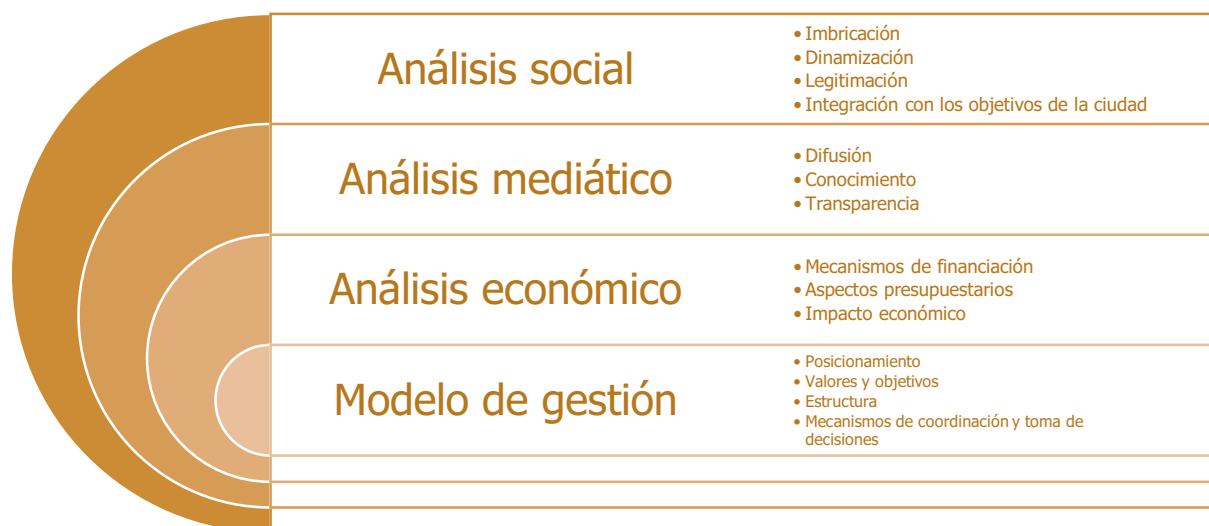 Análisis social
• Imbricación
• Dinamización
• Legitimación
• Integración con los objetivos de la ciudad
Análisis mediático
• Difusión
• Conocimiento
• Transparencia
Análisis económico
• Mecanismos de financiación
• Aspectos presupuestarios
• Impacto económico
Modelo de gestión
• Posicionamiento
• Valores y objetivos
• Estructura
• Mecanismos de coordinación y toma de
decisiones